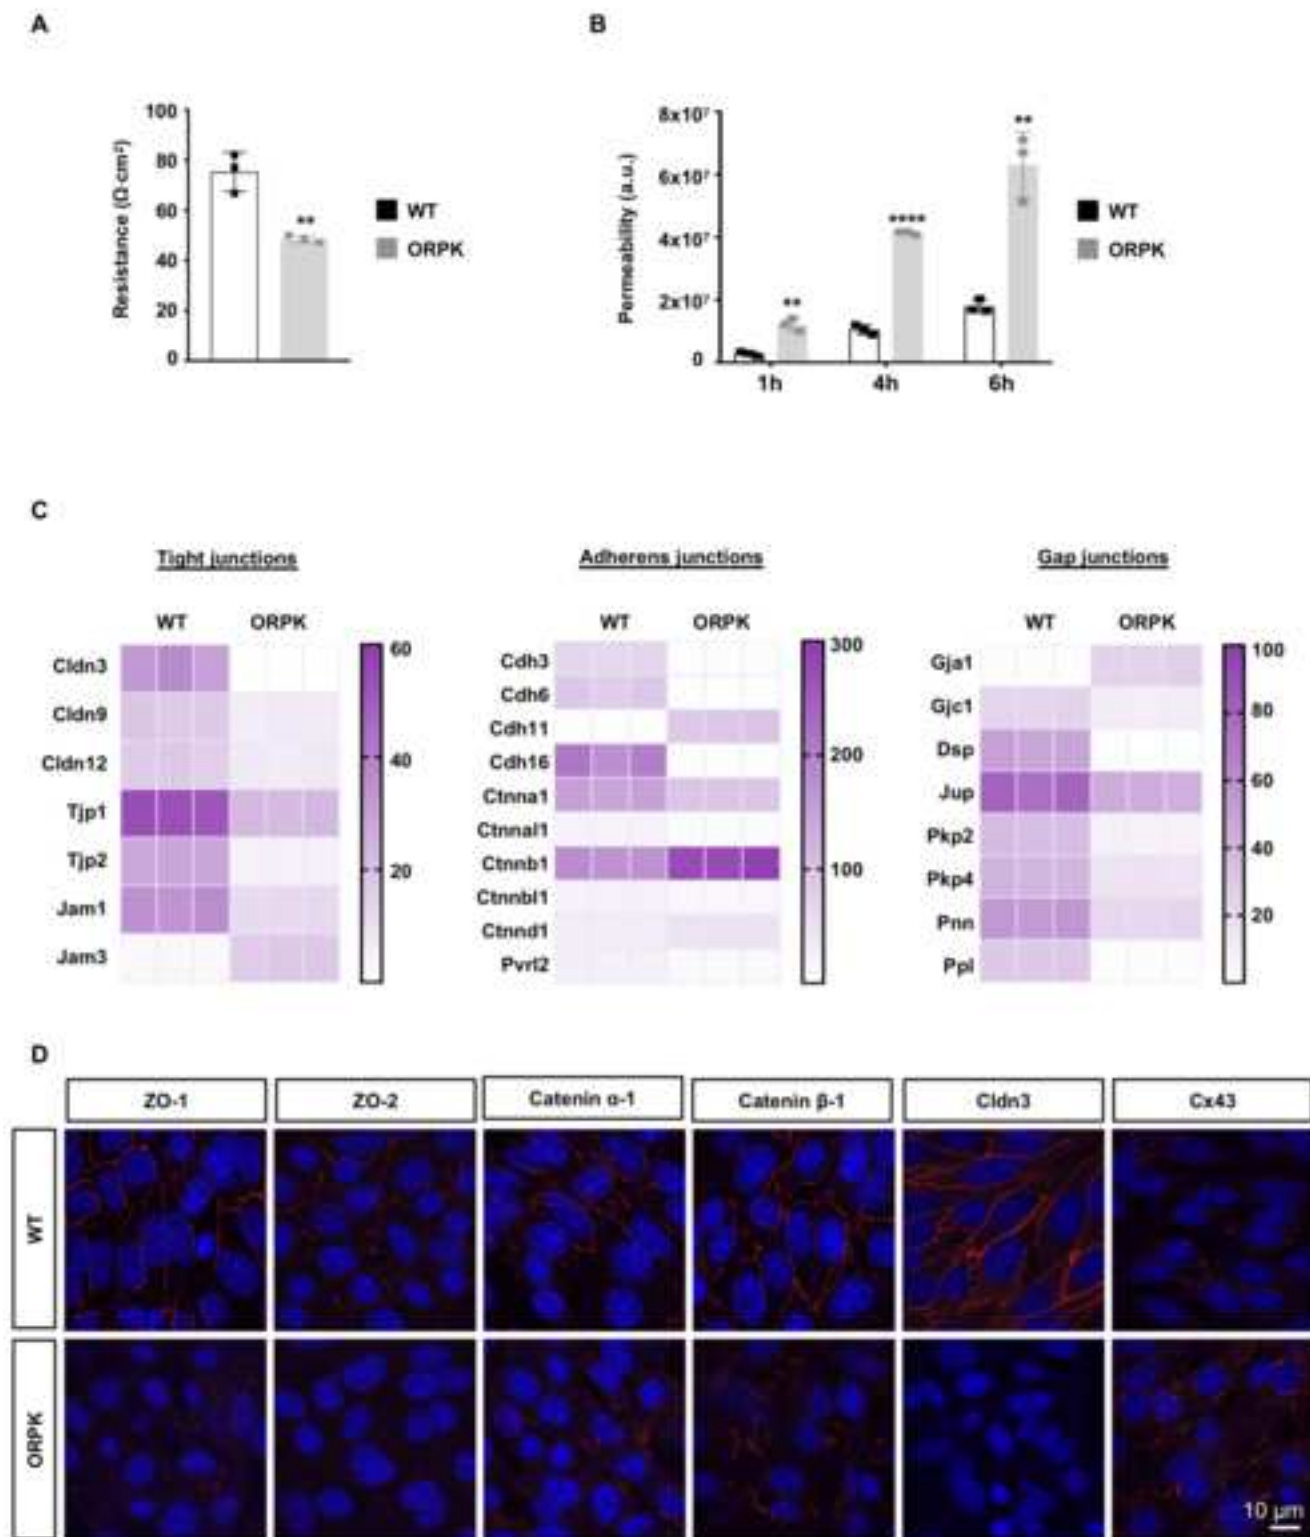 A
B
100
80
60
40
20
0
Resistance (Ω·cm²)
**
WT
ORPK
8x10⁷
6x10⁷
4x10⁷
2x10⁷
0
Permeability (a.u.)
**
****
**
1h
4h
6h
WT
ORPK
C
Tight junctions
WT ORPK
Cldn3
Cldn9
Cldn12
Tjp1
Tjp2
Jam1
Jam3
60
40
20
Adherens junctions
WT ORPK
Cdh3
Cdh6
Cdh11
Cdh16
Ctnna1
Ctnnal1
Ctnnb1
Ctnnbl1
Ctnnd1
Pvrl2
300
200
100
Gap junctions
WT ORPK
Gja1
Gjc1
Dsp
Jup
Pkp2
Pkp4
Pnn
Ppl
100
80
60
40
20
D
ZO-1 ZO-2 Catenin α-1 Catenin β-1 Cldn3 Cx43
WT
ORPK
10 µm